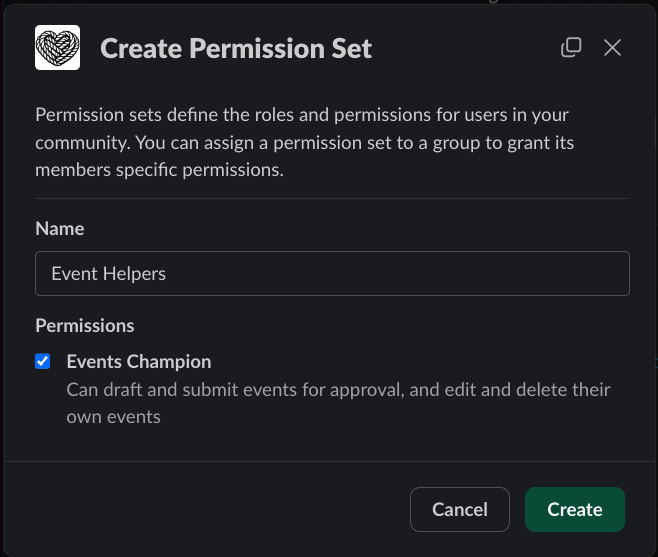 Create Permission Set
Permission sets define the roles and permissions for users in your
community. You can assign a permission set to a group to grant its
members specific permissions.
Name
Event Helpers
Permissions
Events Champion
Can draft and submit events for approval, and edit and delete their
own events
Cancel
Create